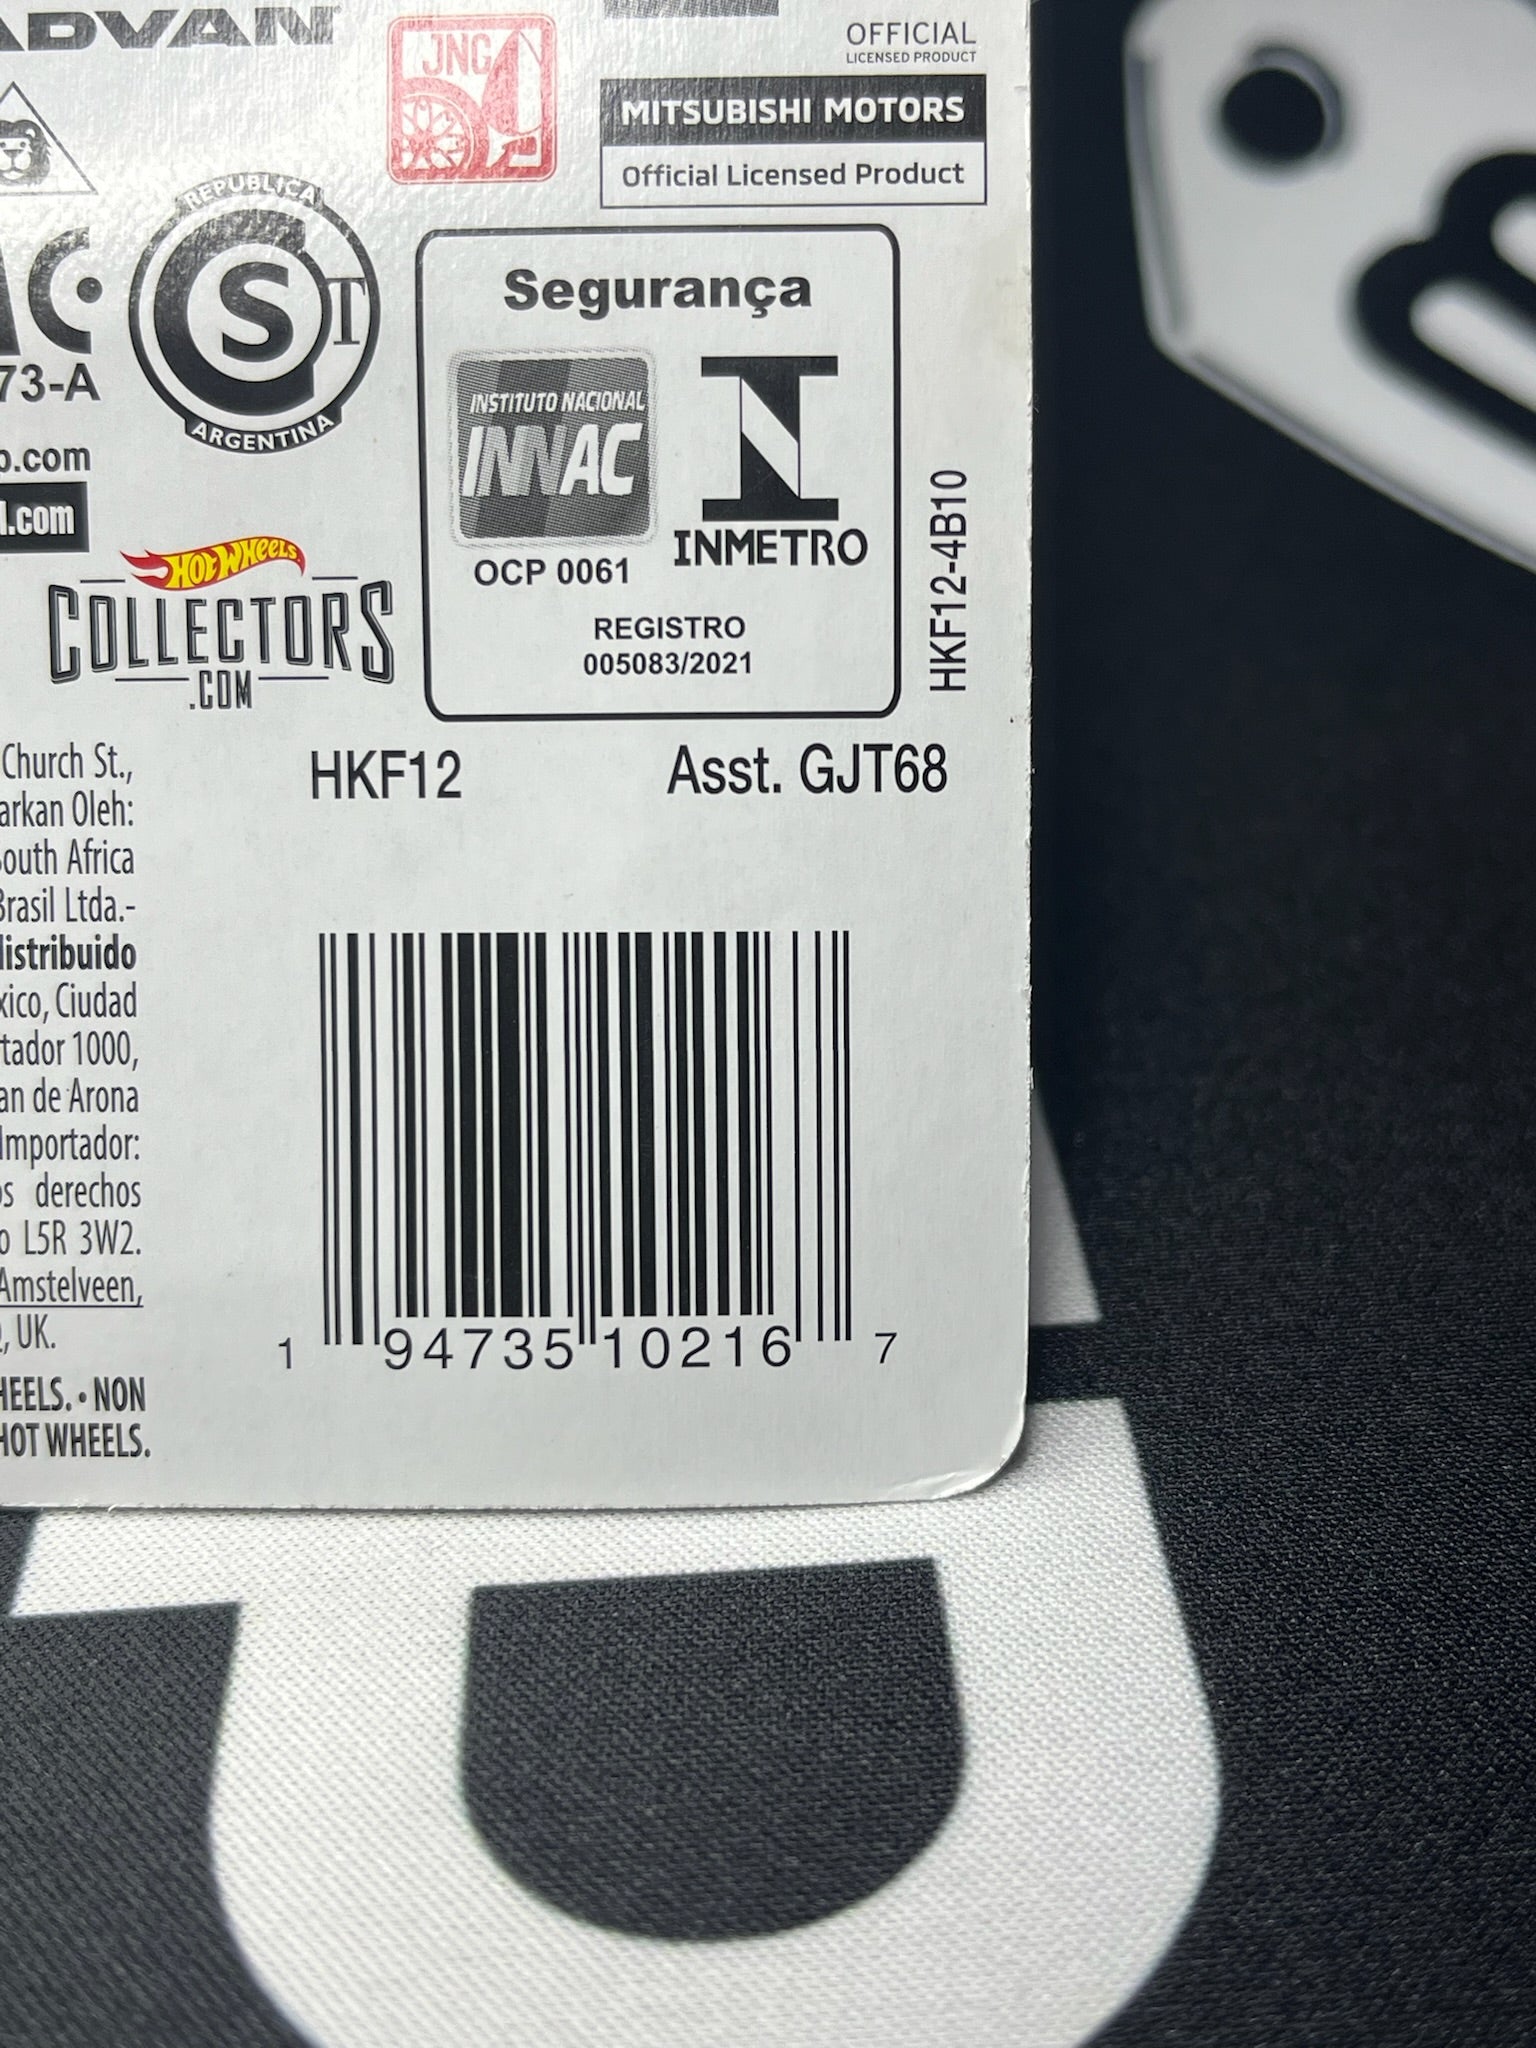 ADVAN
JNC
OFFICIAL
LICENSED PRODUCT
MITSUBISHI MOTORS
Official Licensed Product
REPUBLICA
S
T
ARGENTINA
73-A
.com
.com
Segurança
INSTITUTO NACIONAL
INNAC
OCP 0061
INMETRO
REGISTRO
005083/2021
HKF12-4B10
HOT WHEELS
COLLECTORS
.COM
HKF12 Asst. GJT68
Church St.,
arkan Oleh:
South Africa
Brasil Ltda.-
distribuido
xico, Ciudad
tador 1000,
an de Arona
Importador:
os derechos
o L5R 3W2.
Amstelveen,
, UK.
HEELS. • NON
HOT WHEELS.
1 94735 10216 7